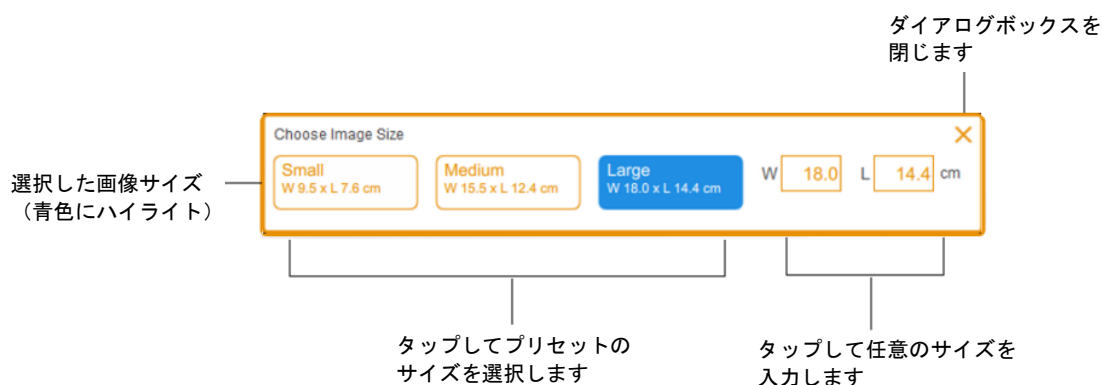 ダイアログボックスを
閉じます
Choose Image Size
Small
W 9.5 x L 7.6 cm
Medium
W 15.5 x L 12.4 cm
Large
W 18.0 x L 14.4 cm
W 18.0 L 14.4 cm
選択した画像サイズ
（青色にハイライト）
タップしてプリセットの
サイズを選択します
タップして任意のサイズを
入力します